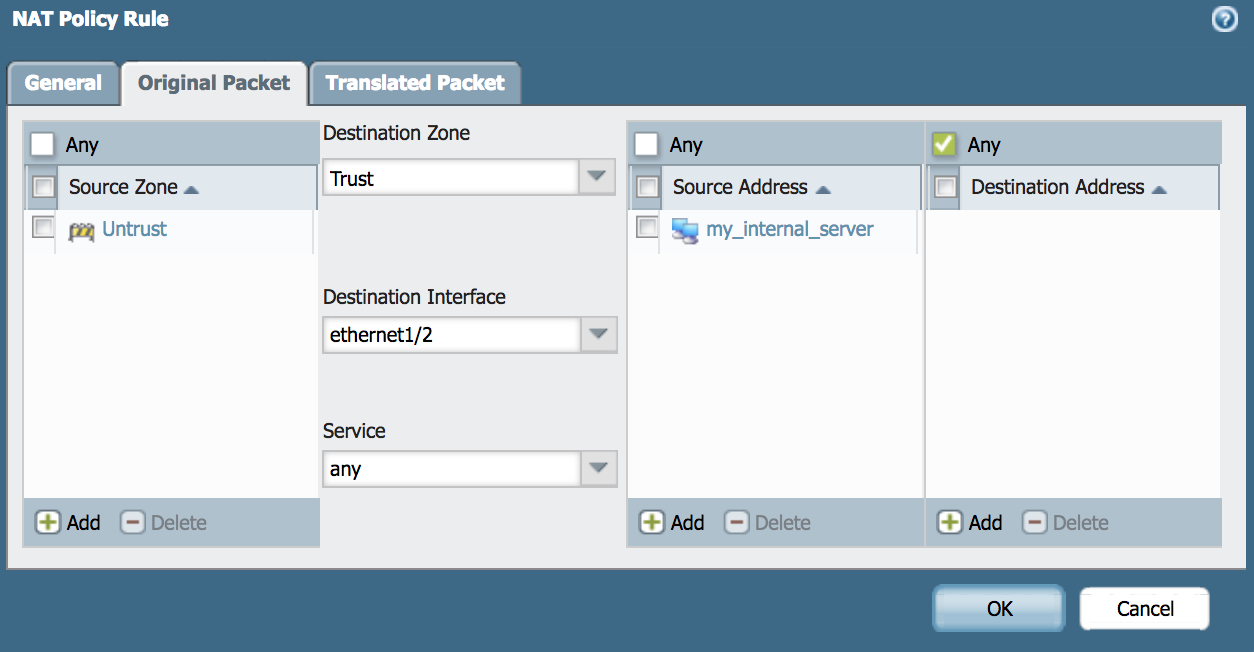 NAT Policy Rule
General
Original Packet
Translated Packet
Any
Source Zone
Untrust
Add
Delete
Destination Zone
Trust
Destination Interface
ethernet1/2
Service
any
Any
Source Address
my_internal_server
Add
Delete
Any
Destination Address
Add
Delete
OK
Cancel